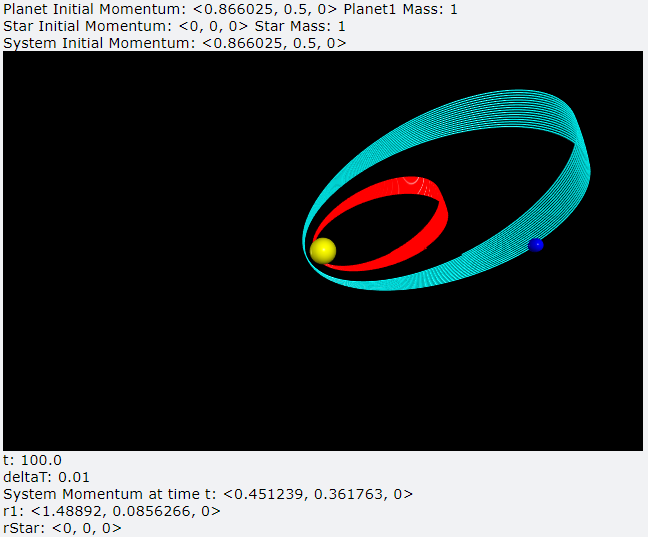 Planet Initial Momentum: <0.866025, 0.5, 0> Planet1 Mass: 1
Star Initial Momentum: <0, 0, 0> Star Mass: 1
System Initial Momentum: <0.866025, 0.5, 0>
t: 100.0
deltaT: 0.01
System Momentum at time t: <0.451239, 0.361763, 0>
r1: <1.48892, 0.0856266, 0>
rStar: <0, 0, 0>